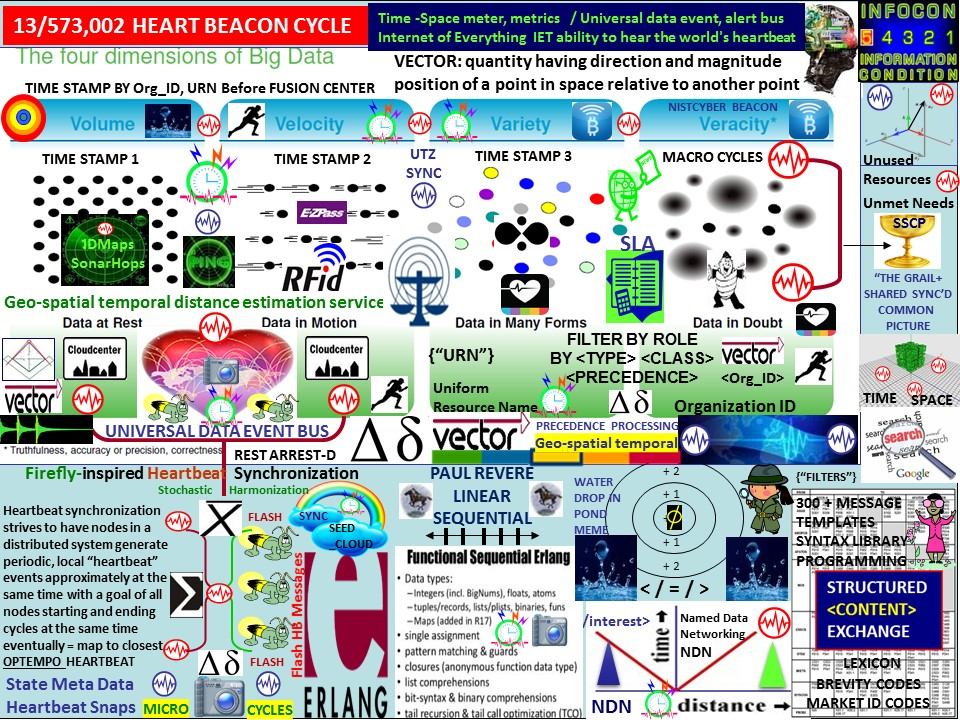 13/573,002 HEART BEACON CYCLE
Time -Space meter, metrics / Universal data event, alert bus
Internet of Everything IET ability to hear the world's heartbeat
INFOCON
5 4 3 2 1
INFORMATION
CONDITION
The four dimensions of Big Data
VECTOR: quantity having direction and magnitude
position of a point in space relative to another point
TIME STAMP BY Org_ID, URN Before FUSION CENTER
Volume
Velocity
Variety
NISTCYBER BEACON
Veracity*
TIME STAMP 1
TIME STAMP 2
UTZ
SYNC
TIME STAMP 3
MACRO CYCLES
Unused
Resources
Unmet Needs
SSCP
"THE GRAIL+
SHARED SYNC'D
COMMON
PICTURE
E-ZPass
1DMaps
SonarHops
PING
RFid
SLA
Geo-spatial temporal distance estimation service
Data at Rest
Data in Motion
Data in Many Forms
Data in Doubt
Cloudcenter
Cloudcenter
vector
{"URN"}
Uniform
Resource Name
FILTER BY ROLE
BY <TYPE> <CLASS>
<PRECEDENCE>
vector
<Org_ID>
Δδ
Organization ID
TIME
SPACE
UNIVERSAL DATA EVENT BUS
* Truthfulness, accuracy or precision, correctness
REST ARREST-D
Δδ
vector
PRECEDENCE PROCESSING
Geo-spatial temporal
search
Google
Firefly-inspired Heartbeat Synchronization
Stochastic Harmonization
PAUL REVERE
LINEAR
SEQUENTIAL
WATER
DROP IN
POND
MEME
+ 2
+ 1
+ 1
+ 2
< / = / >
{"FILTERS"}
300 + MESSAGE
TEMPLATES
SYNTAX LIBRARY
PROGRAMMING
Heartbeat synchronization
strives to have nodes in a
distributed system generate
periodic, local "heartbeat"
events approximately at the
same time with a goal of all
nodes starting and ending
cycles at the same time
eventually = map to closest
OPTEMPO HEARTBEAT
X
Σ
Δδ
FLASH
FLASH
SYNC
SEED
_CLOUD
Flash HB Messages
e
ERLANG
State Meta Data
Heartbeat Snaps
MICRO
CYCLES
Functional Sequential Erlang
• Data types:
–Integers (incl. BigNums), floats, atoms
–tuples/records, lists/plists, binaries, funs
–Maps (added in R17)
• single assignment
• pattern matching & guards
• closures (anonymous function data type)
• list comprehensions
• bit-syntax & binary comprehensions
• tail recursion & tail call optimization (TCO)
/interest>
Named Data
Networking
NDN
time
NDN
distance
STRUCTURED
<CONTENT>
EXCHANGE
LEXICON
BREVITY CODES
MARKET ID CODES